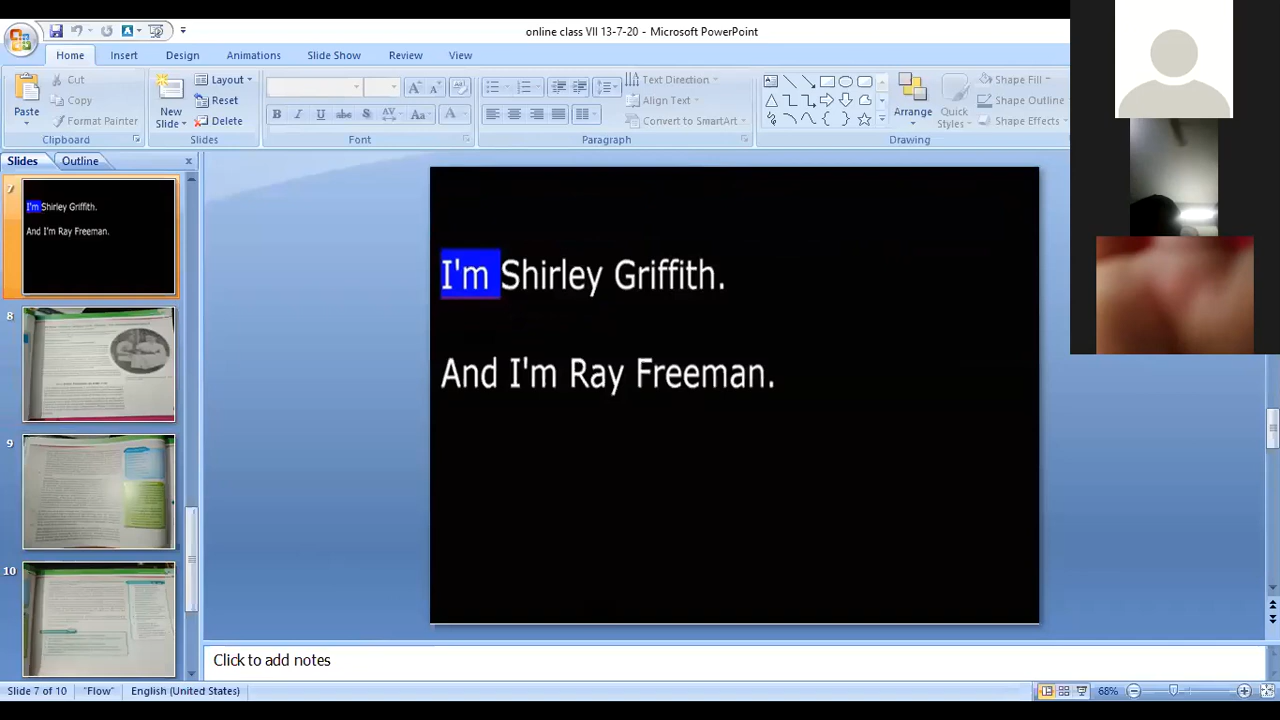 online class VII 13-7-20 - Microsoft PowerPoint
Home Insert Design Animations Slide Show Review View
Cut
Copy
Format Painter
Paste
Clipboard
New Slide
Layout
Reset
Delete
Slides
Font
Text Direction
Align Text
Convert to SmartArt
Paragraph
Arrange
Quick Styles
Shape Fill
Shape Outline
Shape Effects
Drawing
Slides Outline
7
I'm Shirley Griffith.
And I'm Ray Freeman.
8
9
10
I'm Shirley Griffith.
And I'm Ray Freeman.
Click to add notes
Slide 7 of 10 "Flow" English (United States) 68%